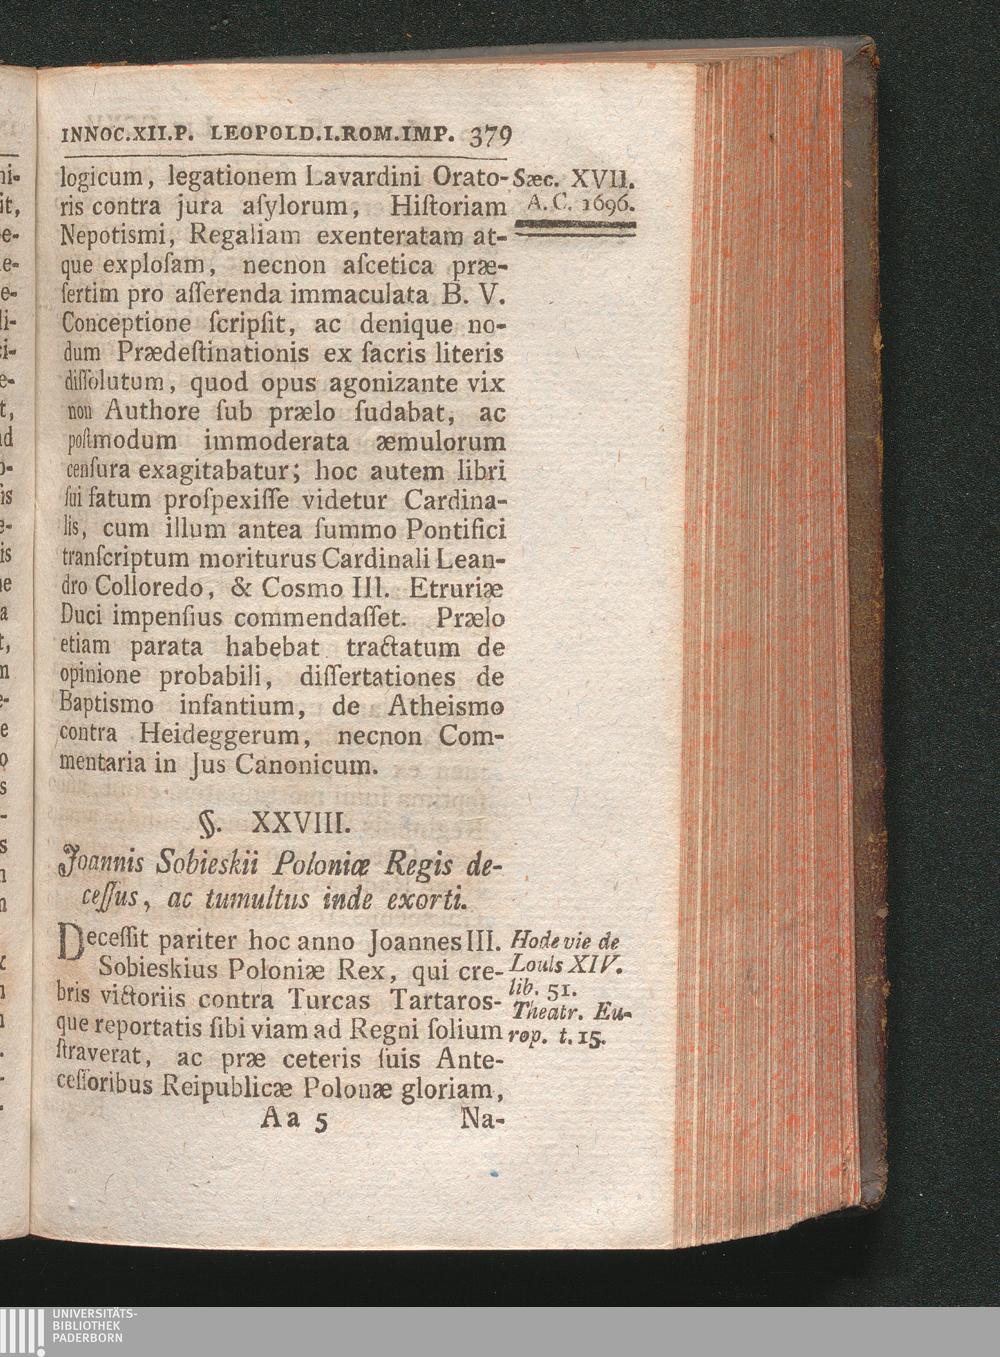 INNOC.XII.P. LEOPOLD.I.ROM.IMP. 379
logicum, legationem Lavardini Orato-
ris contra jura aſylorum, Hiſtoriam
Nepotismi, Regaliam exenteratam at-
que exploſam, necnon aſcetica præ-
ſertim pro aſſerenda immaculata B. V.
Conceptione ſcripſit, ac denique no-
dum Prædeſtinationis ex ſacris literis
diſſolutum, quod opus agonizante vix
non Authore ſub prælo ſudabat, ac
poſtmodum immoderata æmulorum
cenſura exagitabatur; hoc autem libri
ſui fatum proſpexiſſe videtur Cardina-
lis, cum illum antea ſummo Pontifici
tranſcriptum moriturus Cardinali Lean-
dro Colloredo, & Cosmo III. Etruriæ
Duci impenſius commendaſſet. Prælo
etiam parata habebat tractatum de
opinione probabili, diſſertationes de
Baptismo infantium, de Atheismo
contra Heideggerum, necnon Com-
mentaria in Jus Canonicum.
Sæc. XVII.
A. C. 1696.
§. XXVIII.
Joannis Sobieskii Poloniæ Regis de-
ceſſus, ac tumultus inde exorti.
Deceſſit pariter hoc anno Joannes III.
Sobieskius Poloniæ Rex, qui cre-
bris victoriis contra Turcas Tartaros-
que reportatis ſibi viam ad Regni ſolium
ſtraverat, ac præ ceteris ſuis Ante-
ceſſoribus Reipublicæ Polonæ gloriam,
Hode vie de
Louis XIV.
lib. 51.
Theatr. Eu-
rop. t. 15.
Aa 5 Na-
UNIVERSITÄTS-
BIBLIOTHEK
PADERBORN